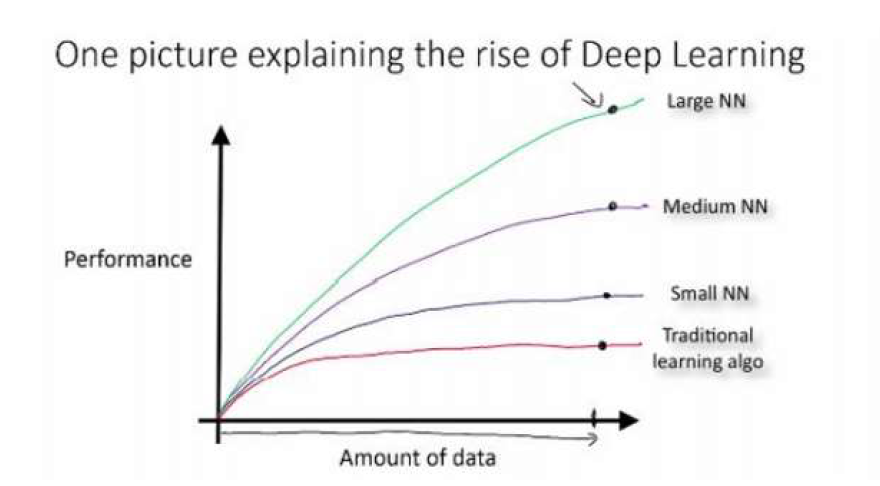 One picture explaining the rise of Deep Learning
Large NN
Medium NN
Performance
Small NN
Traditional
learning algo
Amount of data